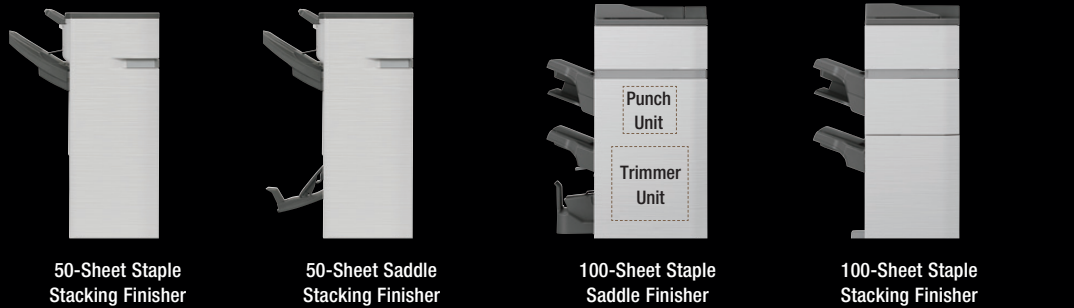 Punch
Unit
Trimmer
Unit
50-Sheet Staple
Stacking Finisher
50-Sheet Saddle
Stacking Finisher
100-Sheet Staple
Saddle Finisher
100-Sheet Staple
Stacking Finisher